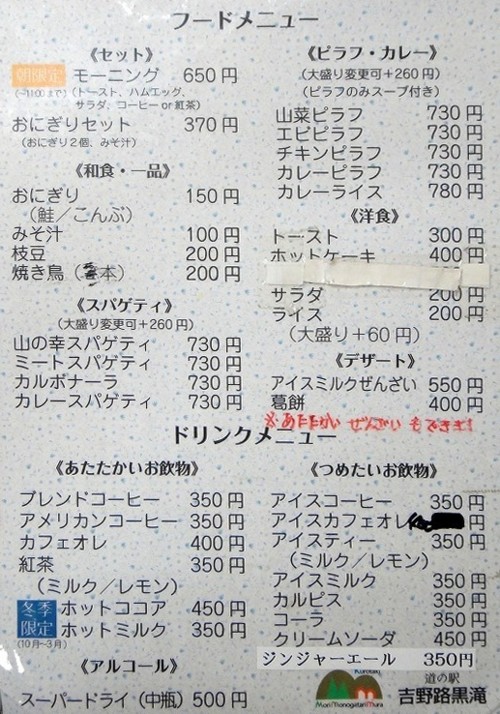 フードメニュー
《セット》
朝限定 モーニング 650円
(~11:00まで)(トースト、ハムエッグ、
サラダ、コーヒーor紅茶)
おにぎりセット 370円
(おにぎり2個、みそ汁)
《和食・一品》
おにぎり 150円
(鮭/こんぶ)
みそ汁 100円
枝豆 200円
焼き鳥 (本) 200円
《スパゲティ》
(大盛り変更可+260円)
山の幸スパゲティ 730円
ミートスパゲティ 730円
カルボナーラ 730円
カレースパゲティ 730円
《ピラフ・カレー》
(大盛り変更可+260円)
(ピラフのみスープ付き)
山菜ピラフ 730円
エビピラフ 730円
チキンピラフ 730円
カレーピラフ 730円
カレーライス 780円
《洋食》
トースト 300円
ホットケーキ 400円
サラダ 200円
ライス 200円
(大盛り+60円)
《デザート》
アイスミルクぜんざい 550円
葛餅 400円
※あたたかいぜんざいもできます!
ドリンクメニュー
《あたたかいお飲物》
ブレンドコーヒー 350円
アメリカンコーヒー 350円
カフェオレ 400円
紅茶 350円
(ミルク/レモン)
冬季限定 ホットココア 450円
ホットミルク 350円
(10月~3月)
《アルコール》
スーパードライ (中瓶) 500円
《つめたいお飲物》
アイスコーヒー 350円
アイスカフェオレ 円
アイスティー 350円
(ミルク/レモン)
アイスミルク 350円
カルピス 350円
コーラ 350円
クリームソーダ 450円
ジンジャーエール 350円
Kurotaki
MoriMonogatariMura
道の駅
吉野路黒滝